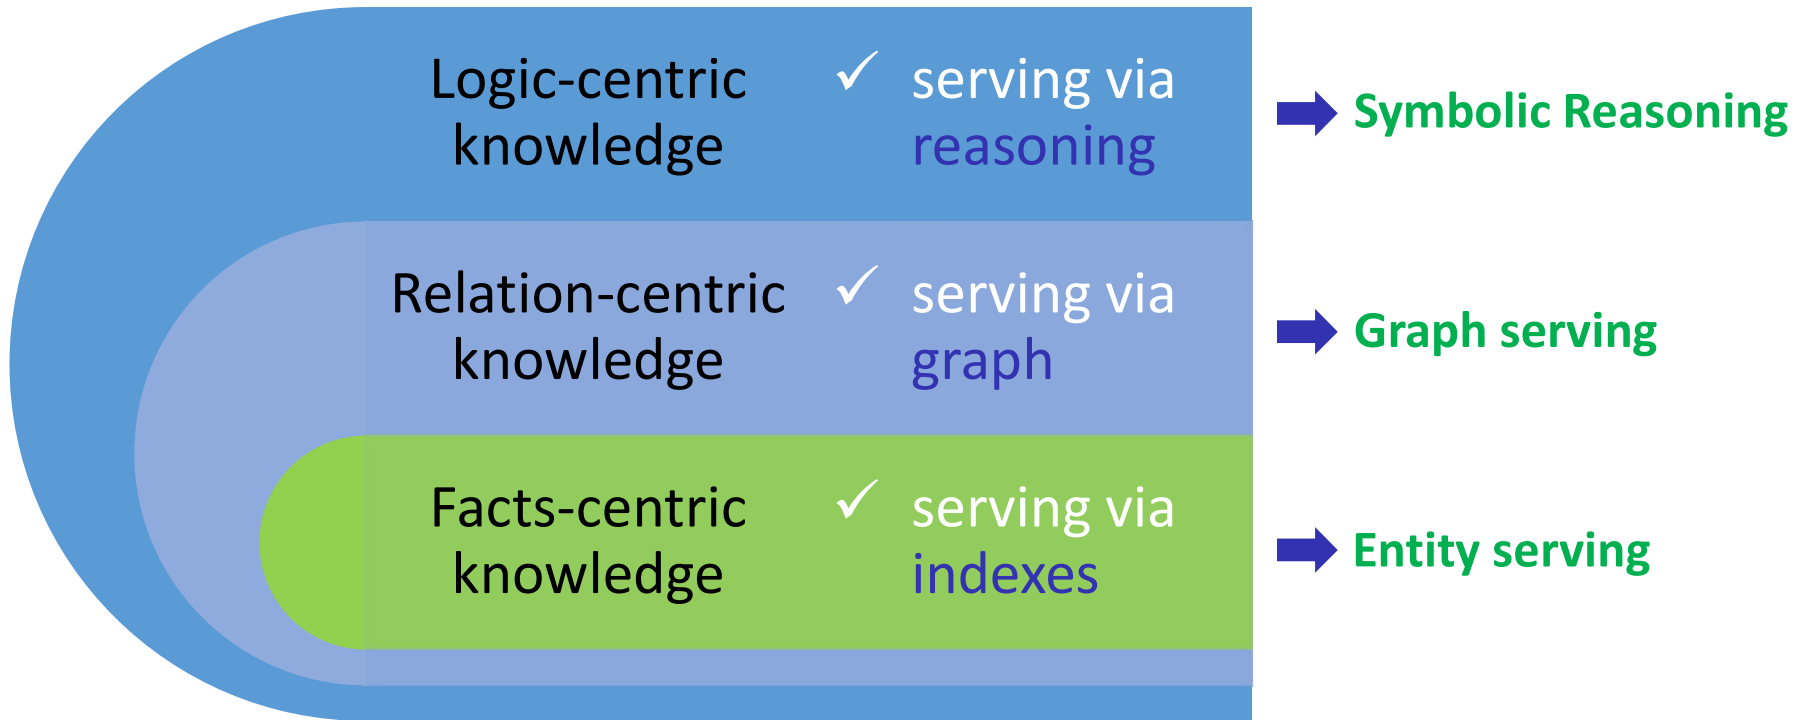 Logic-centric
knowledge
✓ serving via
reasoning
Symbolic Reasoning
Relation-centric
knowledge
✓ serving via
graph
Graph serving
Facts-centric
knowledge
✓ serving via
indexes
Entity serving